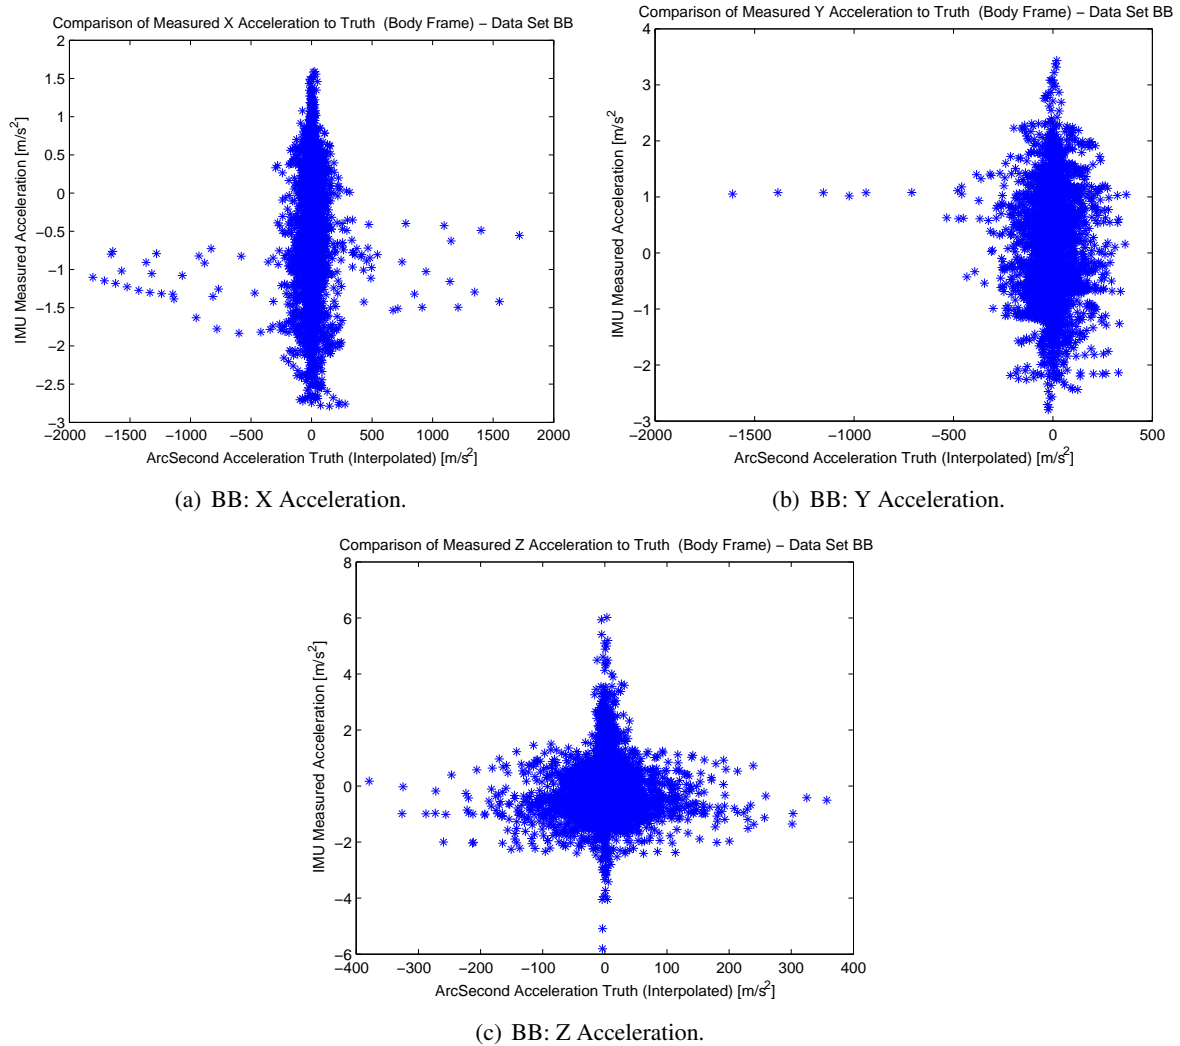 Comparison of Measured X Acceleration to Truth (Body Frame) – Data Set BB
2
1.5
1
0.5
0
−0.5
−1
−1.5
−2
−2.5
−3
−2000 −1500 −1000 −500 0 500 1000 1500 2000
IMU Measured Acceleration [m/s²]
ArcSecond Acceleration Truth (Interpolated) [m/s²]
(a) BB: X Acceleration.
Comparison of Measured Y Acceleration to Truth (Body Frame) – Data Set BB
4
3
2
1
0
−1
−2
−3
−2000 −1500 −1000 −500 0 500
IMU Measured Acceleration [m/s²]
ArcSecond Acceleration Truth (Interpolated) [m/s²]
(b) BB: Y Acceleration.
Comparison of Measured Z Acceleration to Truth (Body Frame) – Data Set BB
8
6
4
2
0
−2
−4
−6
−400 −300 −200 −100 0 100 200 300 400
IMU Measured Acceleration [m/s²]
ArcSecond Acceleration Truth (Interpolated) [m/s²]
(c) BB: Z Acceleration.